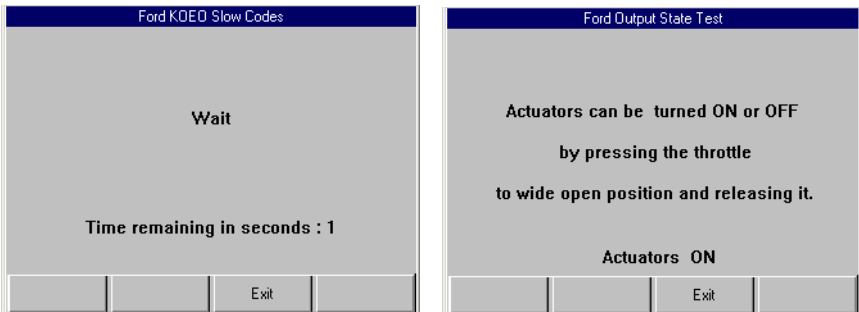 Ford KOEO Slow Codes
Wait
Time remaining in seconds : 1
Exit
Ford Output State Test
Actuators can be turned ON or OFF
by pressing the throttle
to wide open position and releasing it.
Actuators ON
Exit